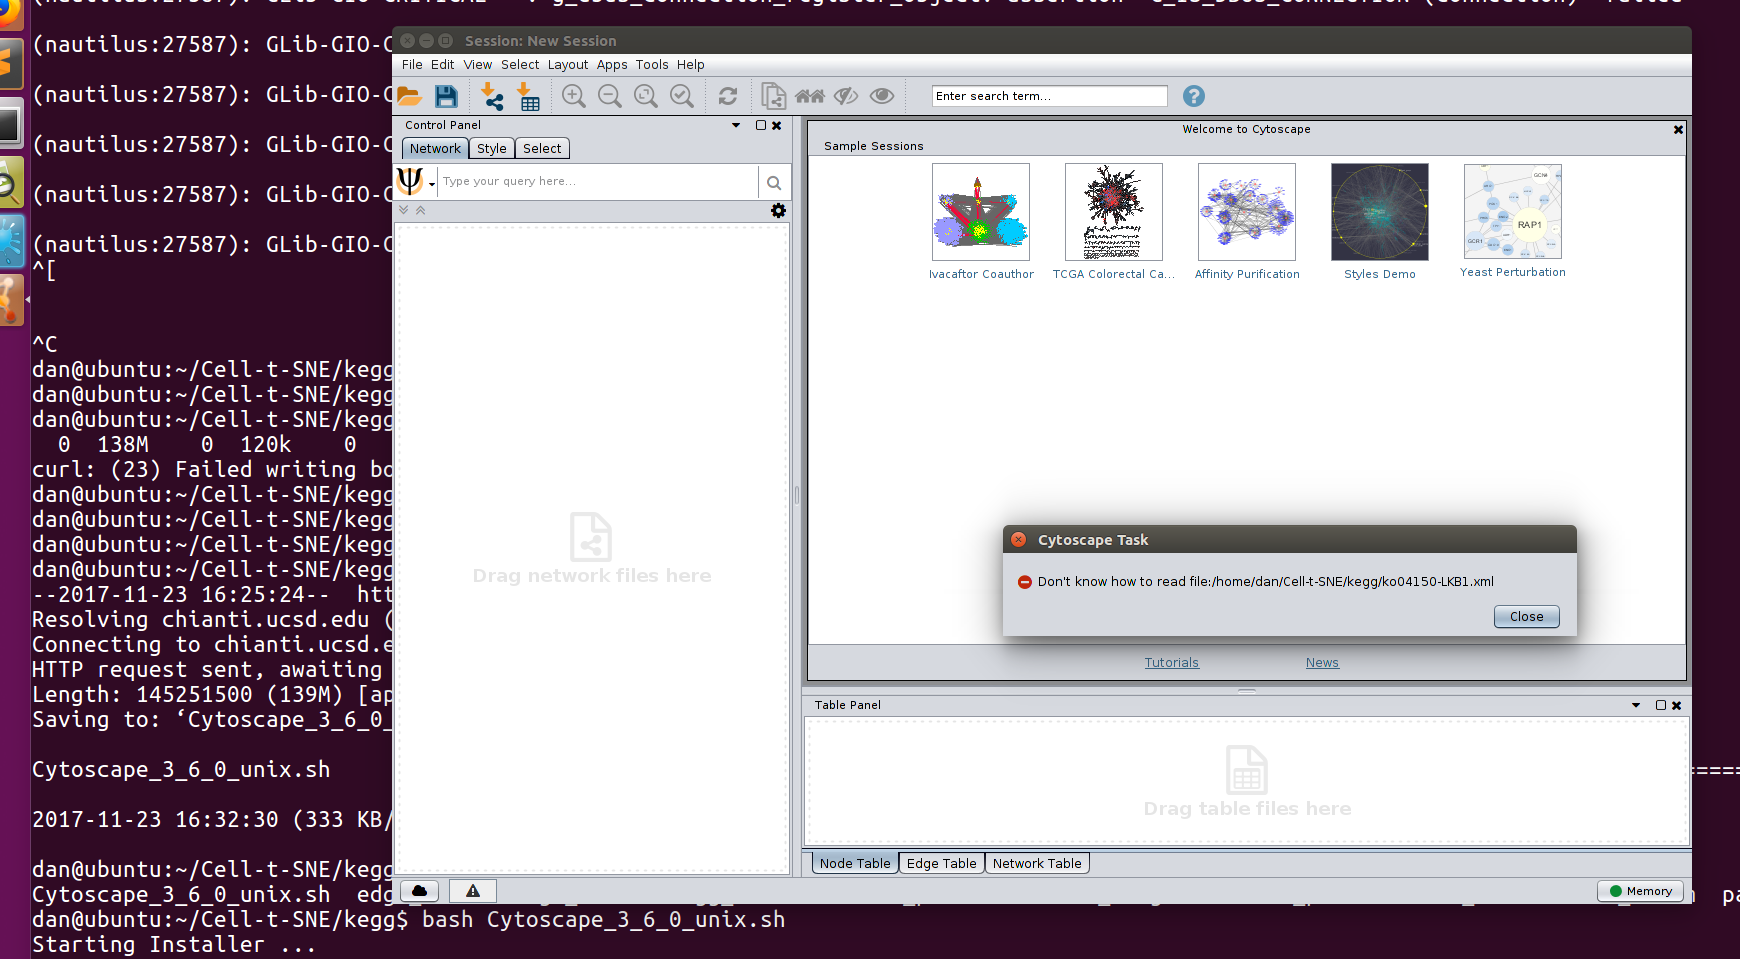 (nautilus:27587): GLib-GIO-C
(nautilus:27587): GLib-GIO-C
(nautilus:27587): GLib-GIO-C
(nautilus:27587): GLib-GIO-C
(nautilus:27587): GLib-GIO-C
^[
^C
dan@ubuntu:~/Cell-t-SNE/kegg
dan@ubuntu:~/Cell-t-SNE/kegg
dan@ubuntu:~/Cell-t-SNE/kegg
0 138M 0 120k 0
curl: (23) Failed writing bo
dan@ubuntu:~/Cell-t-SNE/kegg
dan@ubuntu:~/Cell-t-SNE/kegg
dan@ubuntu:~/Cell-t-SNE/kegg
dan@ubuntu:~/Cell-t-SNE/kegg
--2017-11-23 16:25:24-- htt
Resolving chianti.ucsd.edu (
Connecting to chianti.ucsd.e
HTTP request sent, awaiting
Length: 145251500 (139M) [ap
Saving to: ‘Cytoscape_3_6_0_
Cytoscape_3_6_0_unix.sh
=====
2017-11-23 16:32:30 (333 KB/
dan@ubuntu:~/Cell-t-SNE/kegg
Cytoscape_3_6_0_unix.sh edg
pa
dan@ubuntu:~/Cell-t-SNE/kegg$ bash Cytoscape_3_6_0_unix.sh
Starting Installer ...
Session: New Session
File Edit View Select Layout Apps Tools Help
Enter search term...
?
Control Panel
Network Style Select
Type your query here...
Drag network files here
Welcome to Cytoscape
Sample Sessions
GCN4
RAP1
GCR1
Ivacaftor Coauthor
TCGA Colorectal Ca...
Affinity Purification
Styles Demo
Yeast Perturbation
Cytoscape Task
Don't know how to read file:/home/dan/Cell-t-SNE/kegg/ko04150-LKB1.xml
Close
Tutorials
News
Table Panel
Drag table files here
Node Table Edge Table Network Table
Memory